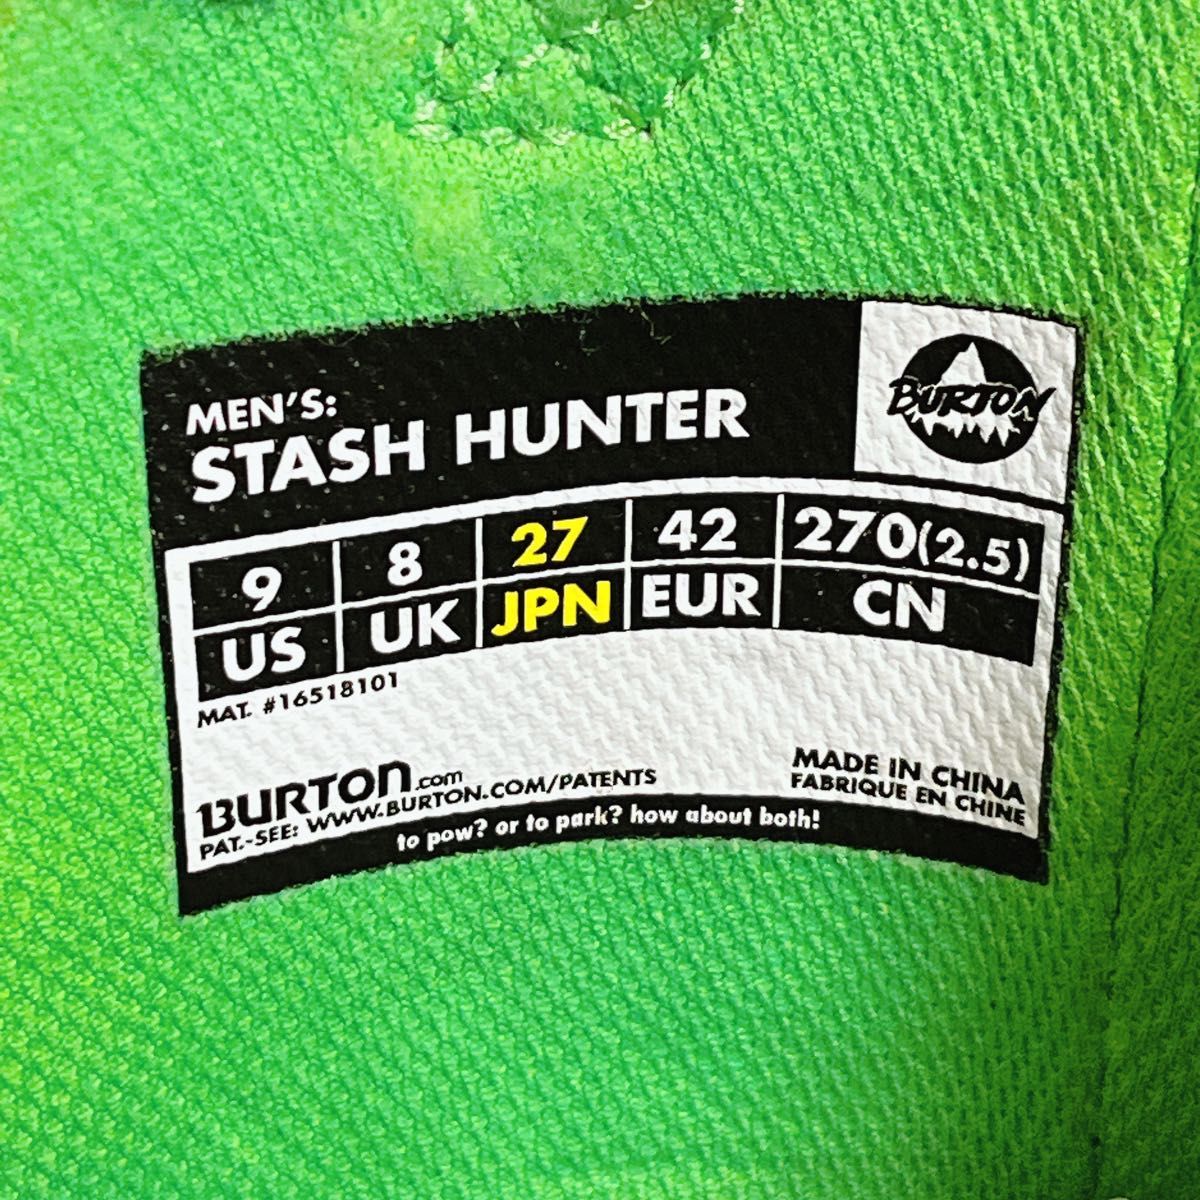 MEN'S:
STASH HUNTER
BURTON
9 8 27 42 270(2.5)
US UK JPN EUR CN
MAT. #16518101
BURTON.com
PAT.-SEE: WWW.BURTON.COM/PATENTS
MADE IN CHINA
FABRIQUE EN CHINE
to pow? or to park? how about both!